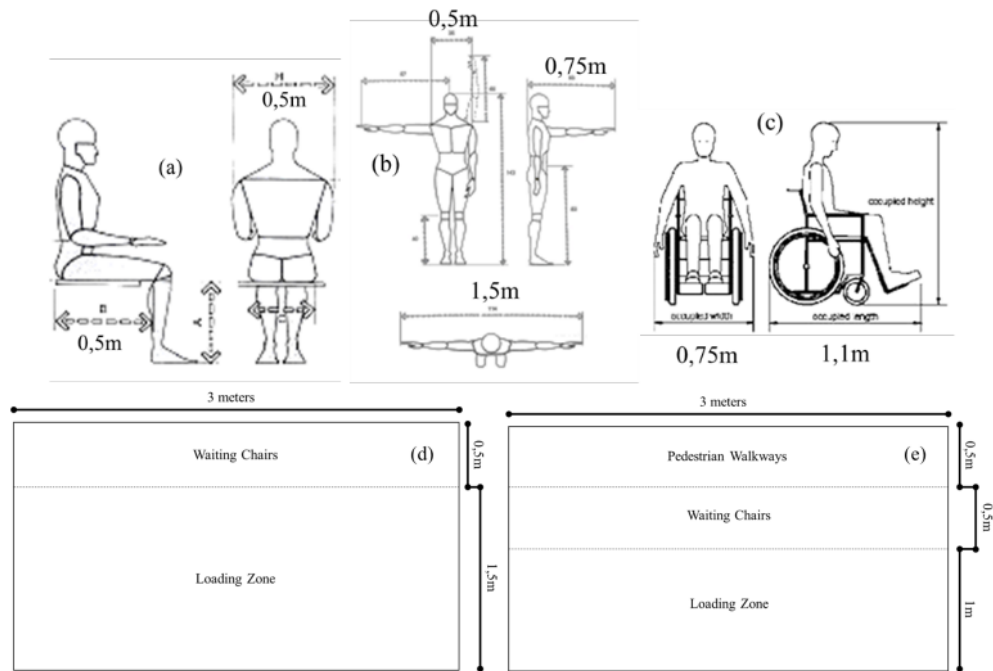 0,5m
0,75m
0,5m
(a)
(b)
(c)
occupied height
0,5m
1,5m
occupied width
occupied length
0,75m
1,1m
3 meters
Waiting Chairs
(d)
0,5m
Loading Zone
1,5m
3 meters
Pedestrian Walkways
(e)
0,5m
Waiting Chairs
0,5m
Loading Zone
1m